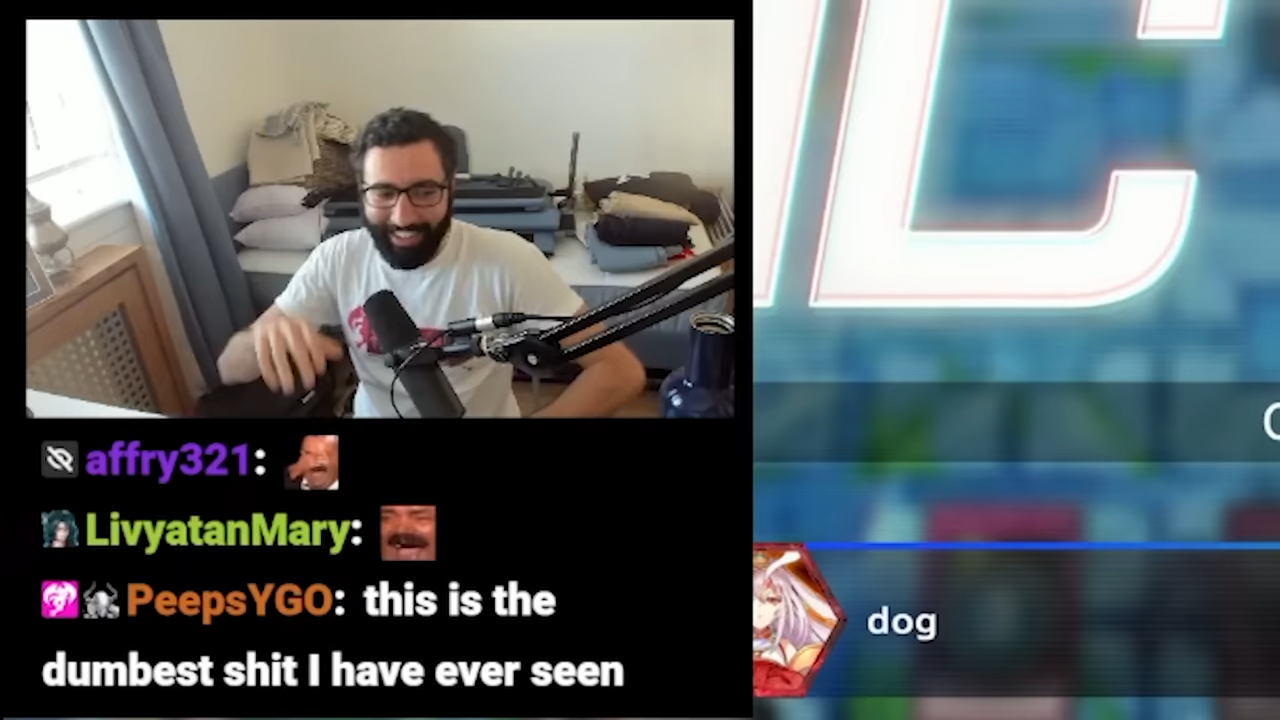 affry321:
LivyatanMary:
PeepsYGO: this is the
dumbest shit I have ever seen
dog